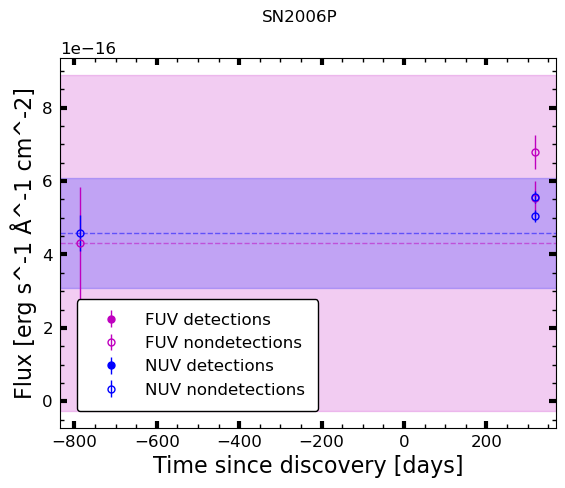 SN2006P
1e−16
8
6
4
2
0
Flux [erg s^-1 Å^-1 cm^-2]
FUV detections
FUV nondetections
NUV detections
NUV nondetections
−800 −600 −400 −200 0 200
Time since discovery [days]